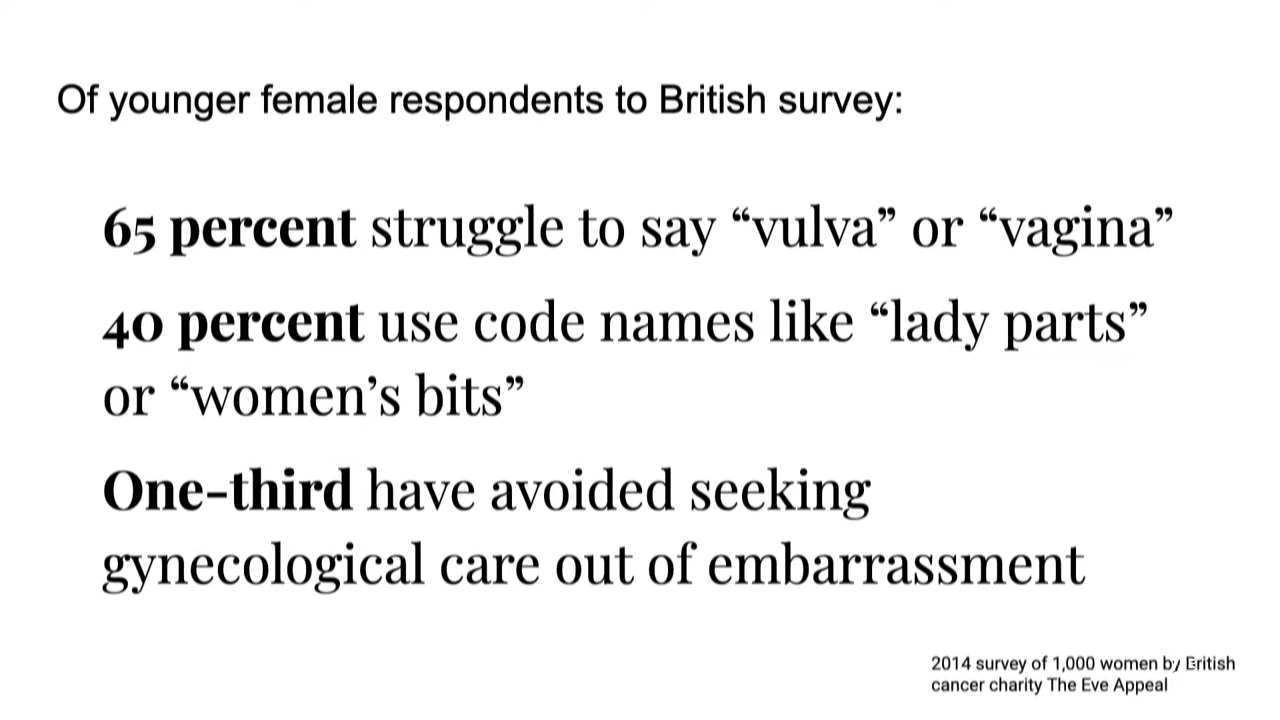 Of younger female respondents to British survey:
65 percent struggle to say “vulva” or “vagina”
40 percent use code names like “lady parts”
or “women’s bits”
One-third have avoided seeking
gynecological care out of embarrassment
2014 survey of 1,000 women by British
cancer charity The Eve Appeal